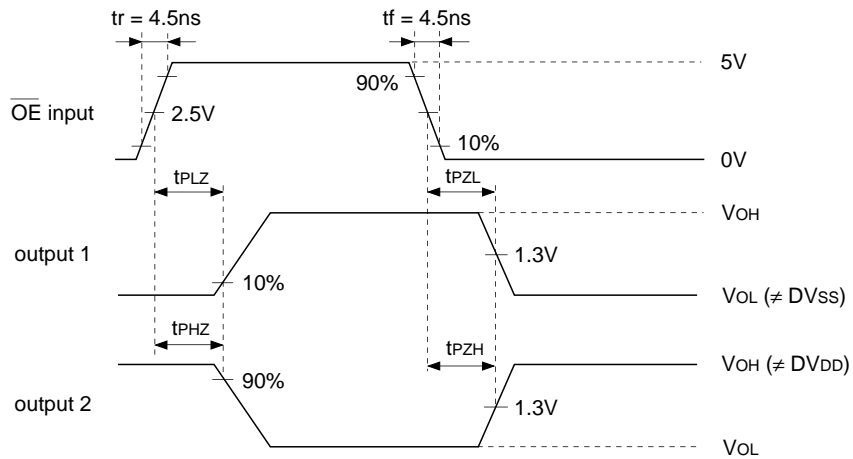 tr = 4.5ns
tf = 4.5ns
5V
90%
OE input
2.5V
10%
0V
tPLZ
tPZL
VOH
output 1
1.3V
10%
VOL (≠ DVSS)
tPHZ
tPZH
VOH (≠ DVDD)
90%
output 2
1.3V
VOL